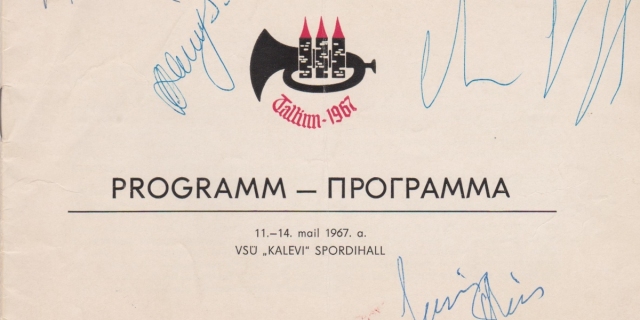 Tallinn-1967
PROGRAMM — ПРОГРАММА
11.–14. mail 1967. a.
VSÜ „KALEVI“ SPORDIHALL